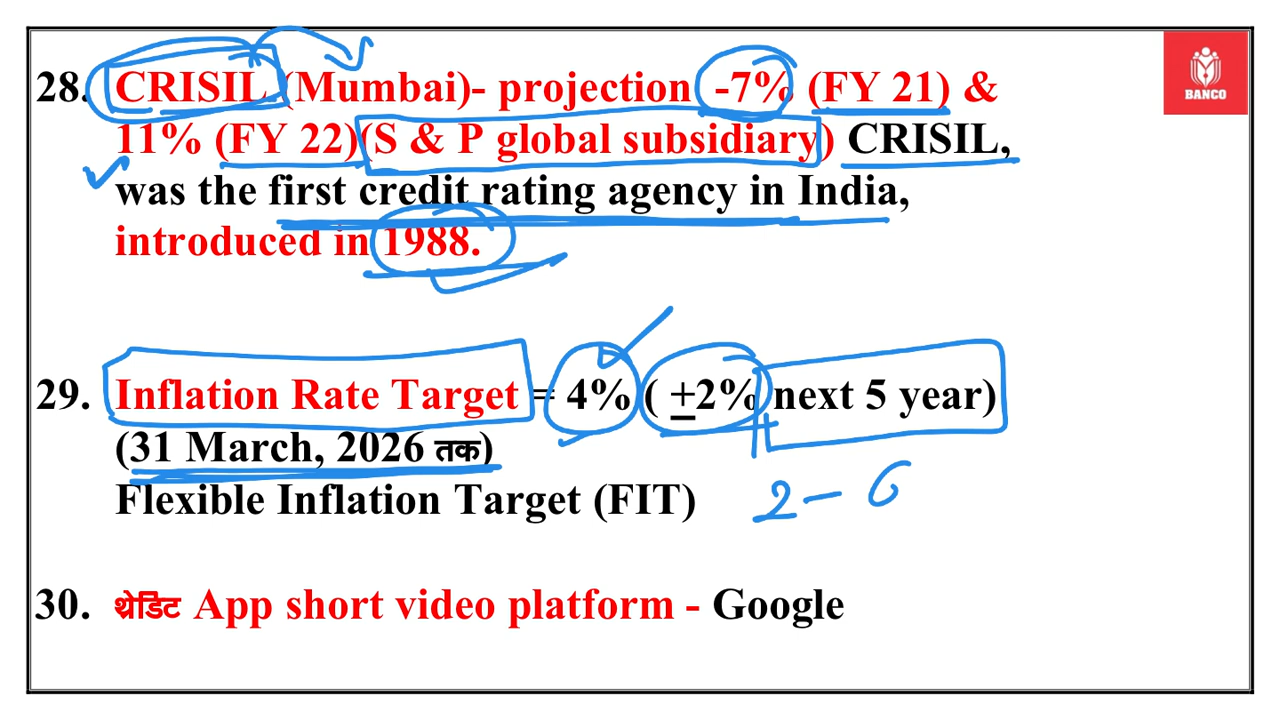 BANCO
28. CRISIL (Mumbai)- projection -7% (FY 21) &
11% (FY 22)(S & P global subsidiary) CRISIL,
was the first credit rating agency in India,
introduced in 1988.
29. Inflation Rate Target = 4% ( +2% next 5 year)
(31 March, 2026 तक)
Flexible Inflation Target (FIT)
2 - 6
30. थ्रेडिट App short video platform - Google